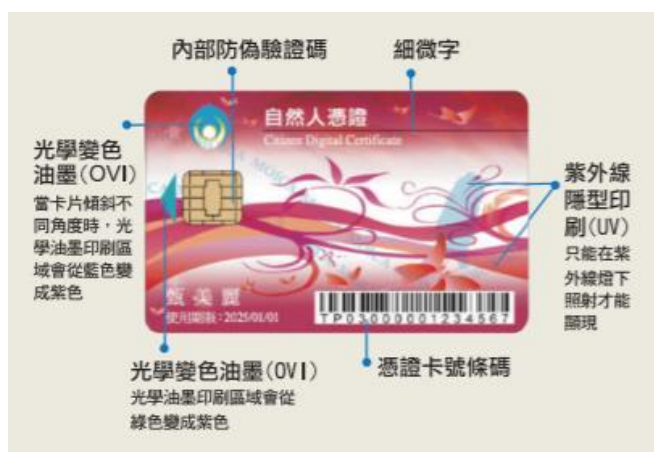 內部防偽驗證碼
細微字
自然人憑證
Citizen Digital Certificate
光學變色
油墨(OVI)
當卡片傾斜不
同角度時，光
學油墨印刷區
域會從藍色變
成紫色
紫外線
隱型印
刷(UV)
只能在紫
外線燈下
照射才能
顯現
甄美麗
使用期限：2025/01/01
TP03000001234567
光學變色油墨(OVI)
光學油墨印刷區域會從
綠色變成紫色
憑證卡號條碼